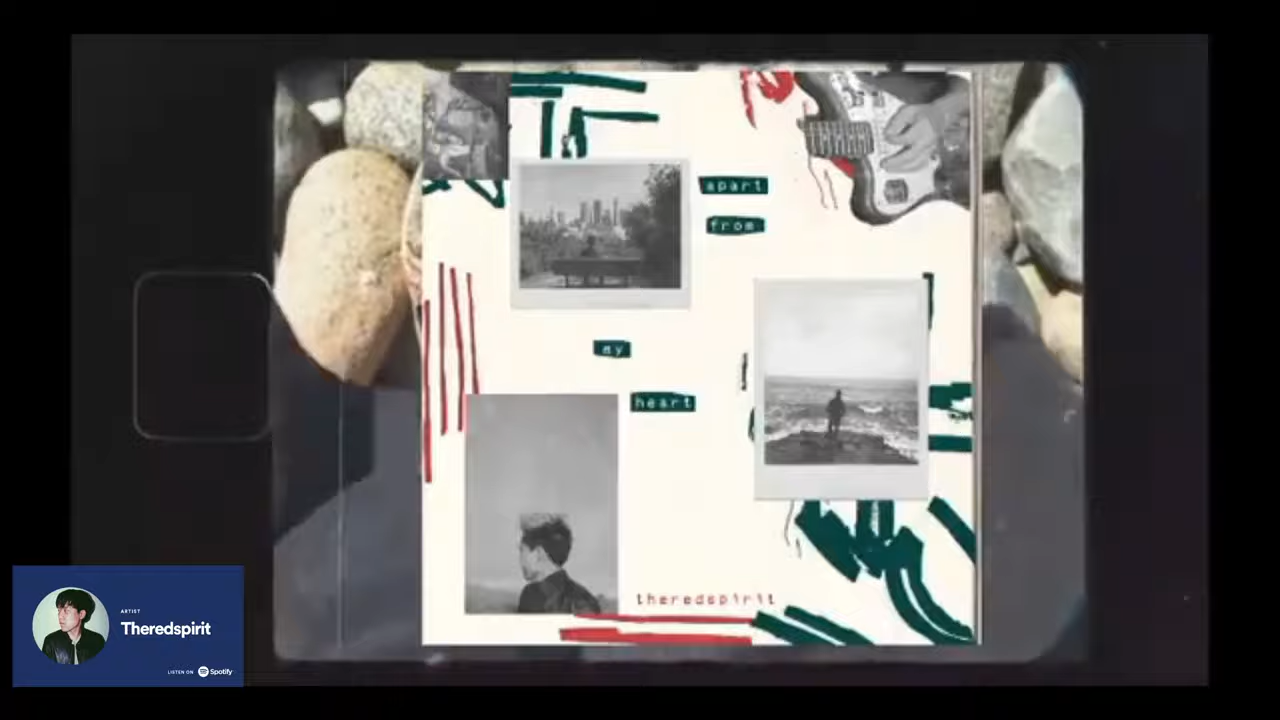 apart
from
my
heart
theredspirit
ARTIST
Theredspirit
LISTEN ON Spotify